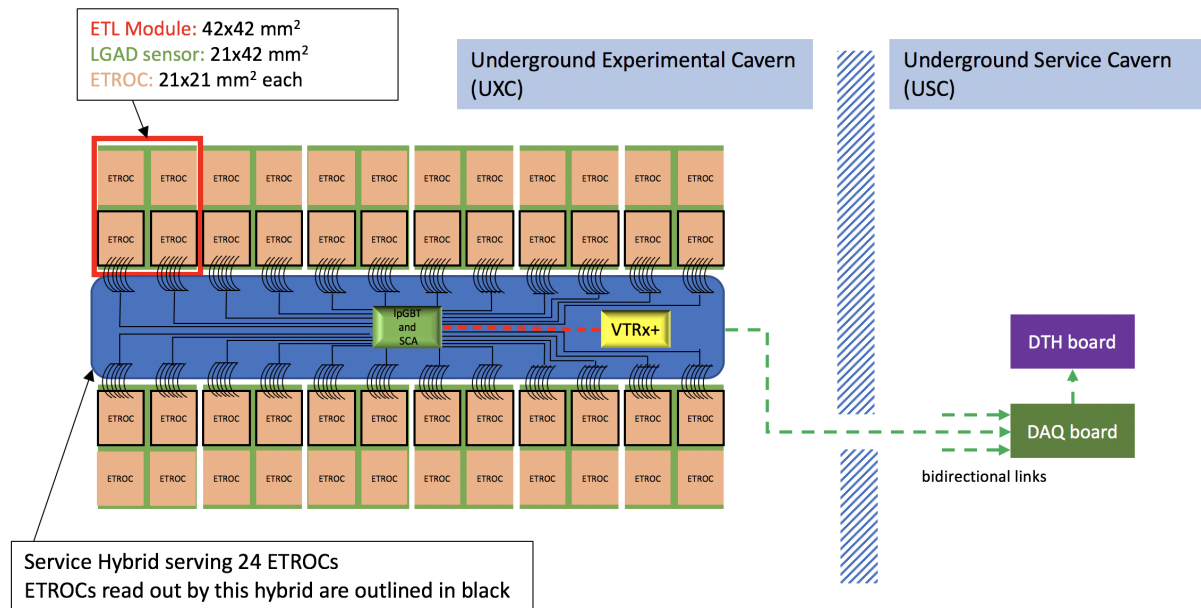 ETL Module: 42x42 mm²
LGAD sensor: 21x42 mm²
ETROC: 21x21 mm² each
Underground Experimental Cavern
(UXC)
Underground Service Cavern
(USC)
ETROC ETROC ETROC ETROC ETROC ETROC ETROC ETROC ETROC ETROC ETROC ETROC
ETROC ETROC ETROC ETROC ETROC ETROC ETROC ETROC ETROC ETROC ETROC ETROC
lpGBT
and
SCA
VTRx+
DTH board
ETROC ETROC ETROC ETROC ETROC ETROC ETROC ETROC ETROC ETROC ETROC ETROC
DAQ board
ETROC ETROC ETROC ETROC ETROC ETROC ETROC ETROC ETROC ETROC ETROC ETROC
bidirectional links
Service Hybrid serving 24 ETROCs
ETROCs read out by this hybrid are outlined in black